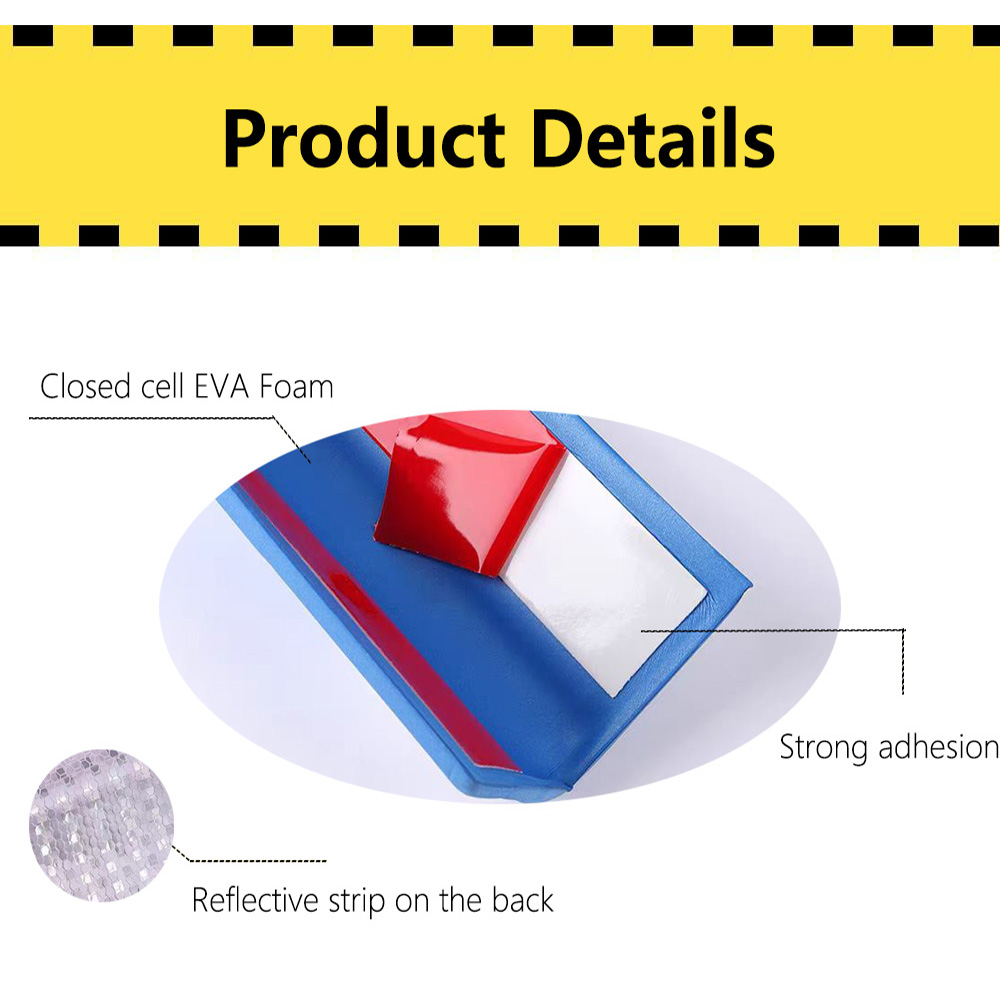 Product Details
Closed cell EVA Foam
Strong adhesion
Reflective strip on the back